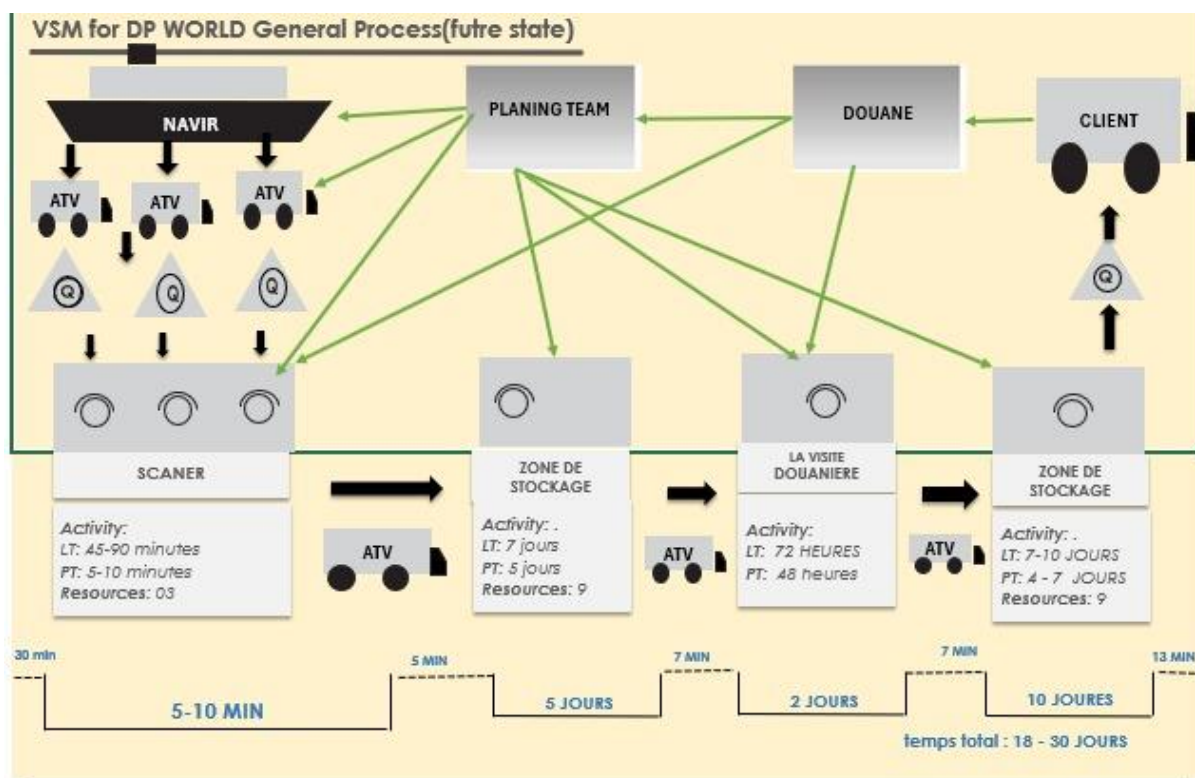 VSM for DP WORLD General Process(futre state)
NAVIR
PLANING TEAM
DOUANE
CLIENT
ATV
ATV
ATV
Q
Q
Q
Q
SCANER
Activity:
LT: 45-90 minutes
PT: 5-10 minutes
Resources: 03
ATV
ZONE DE
STOCKAGE
Activity: .
LT: 7 jours
PT: 5 jours
Resources: 9
ATV
LA VISITE
DOUANIERE
Activity:
LT: 72 HEURES
PT: 48 heures
ATV
ZONE DE
STOCKAGE
Activity: .
LT: 7-10 JOURS
PT: 4 - 7 JOURS
Resources: 9
30 min
5-10 MIN
5 MIN
5 JOURS
7 MIN
2 JOURS
7 MIN
10 JOURES
13 MIN
temps total : 18 - 30 JOURS